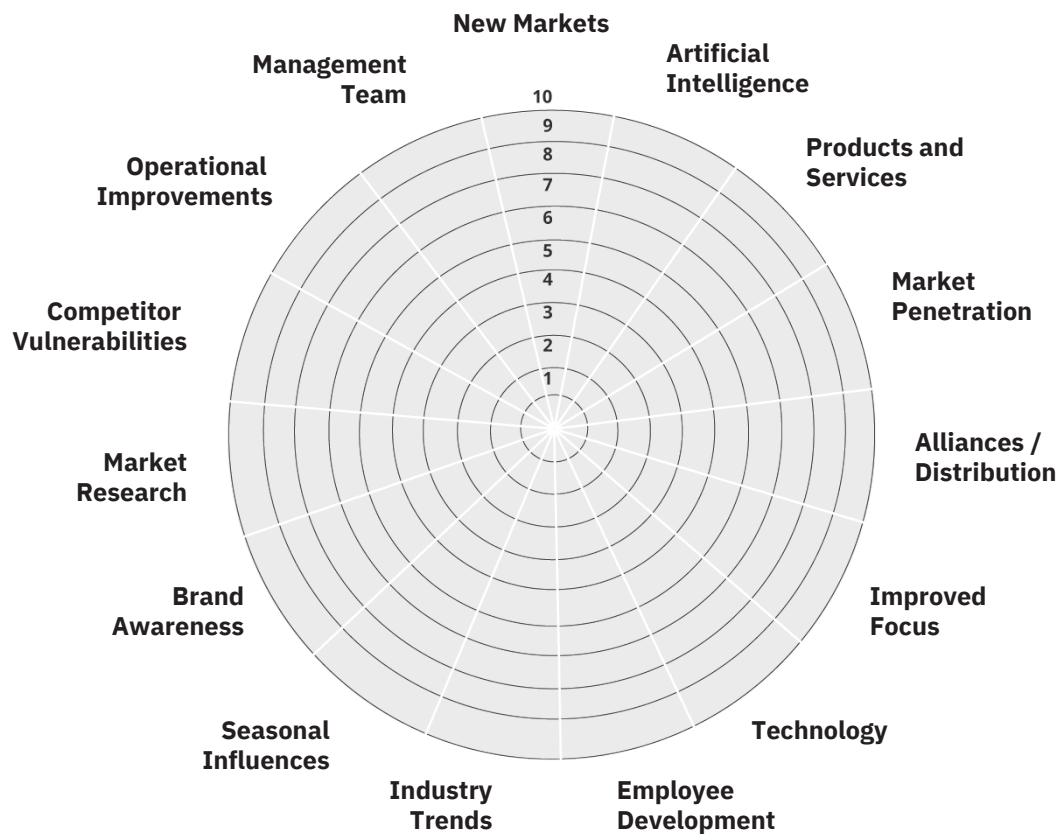 New Markets
Artificial
Intelligence
Products and
Services
Market
Penetration
Alliances /
Distribution
Improved
Focus
Technology
Employee
Development
Industry
Trends
Seasonal
Influences
Brand
Awareness
Market
Research
Competitor
Vulnerabilities
Operational
Improvements
Management
Team
10
9
8
7
6
5
4
3
2
1